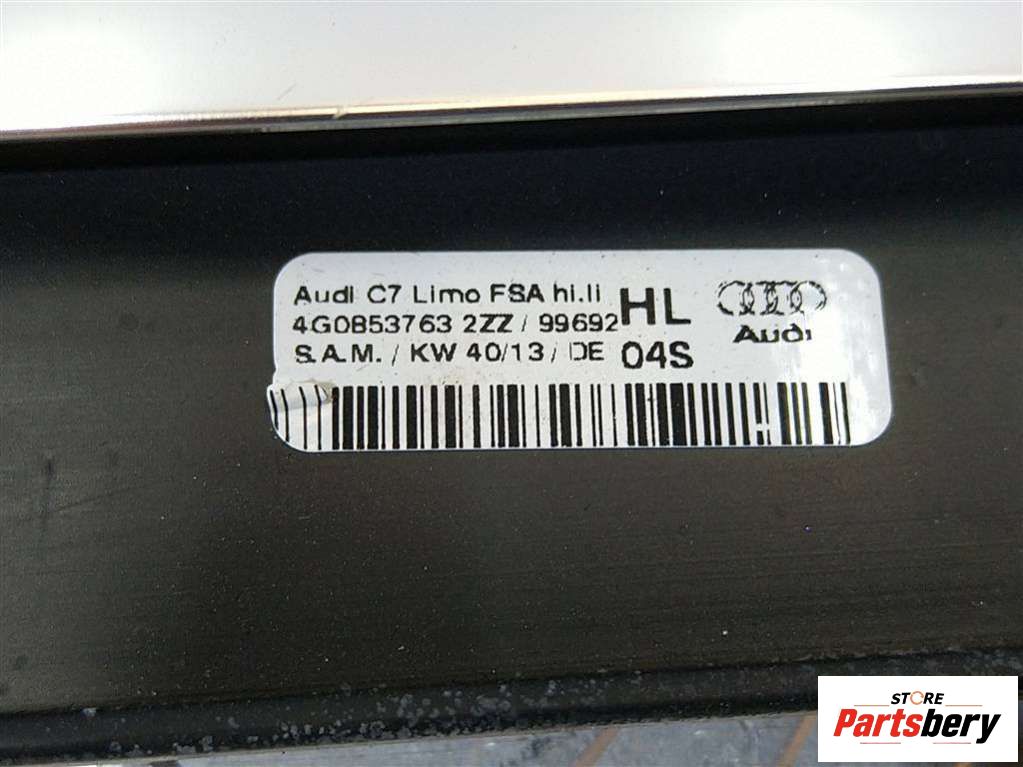 Audi C7 Limo FSA hi.li
4G0853763 2ZZ / 99692
S.A.M. / KW 40/13 / DE
HL
04S
Audi
STORE
Partsbery